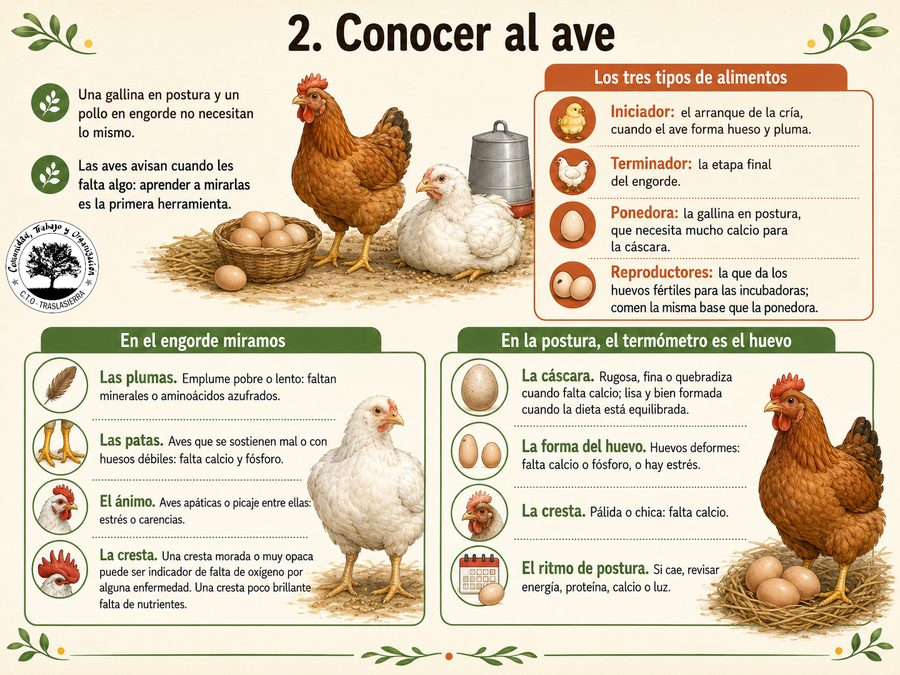 2. Conocer al ave
Una gallina en postura y un
pollo en engorde no necesitan
lo mismo.
Las aves avisan cuando les
falta algo: aprender a mirarlas
es la primera herramienta.
Comunidad, Trabajo y Organización
C.T.O - TRASLASIERRA
Los tres tipos de alimentos
Iniciador: el arranque de la cría,
cuando el ave forma hueso y pluma.
Terminador: la etapa final
del engorde.
Ponedora: la gallina en postura,
que necesita mucho calcio para
la cáscara.
Reproductores: la que da los
huevos fértiles para las incubadoras;
comen la misma base que la ponedora.
En el engorde miramos
Las plumas. Emplume pobre o lento: faltan
minerales o aminoácidos azufrados.
Las patas. Aves que se sostienen mal o con
huesos débiles: falta calcio y fósforo.
El ánimo. Aves apáticas o picaje entre ellas:
estrés o carencias.
La cresta. Una cresta morada o muy opaca
puede ser indicador de falta de oxígeno por
alguna enfermedad. Una cresta poco brillante
falta de nutrientes.
En la postura, el termómetro es el huevo
La cáscara. Rugosa, fina o quebradiza
cuando falta calcio; lisa y bien formada
cuando la dieta está equilibrada.
La forma del huevo. Huevos deformes:
falta calcio o fósforo, o hay estrés.
La cresta. Pálida o chica: falta calcio.
El ritmo de postura. Si cae, revisar
energía, proteína, calcio o luz.